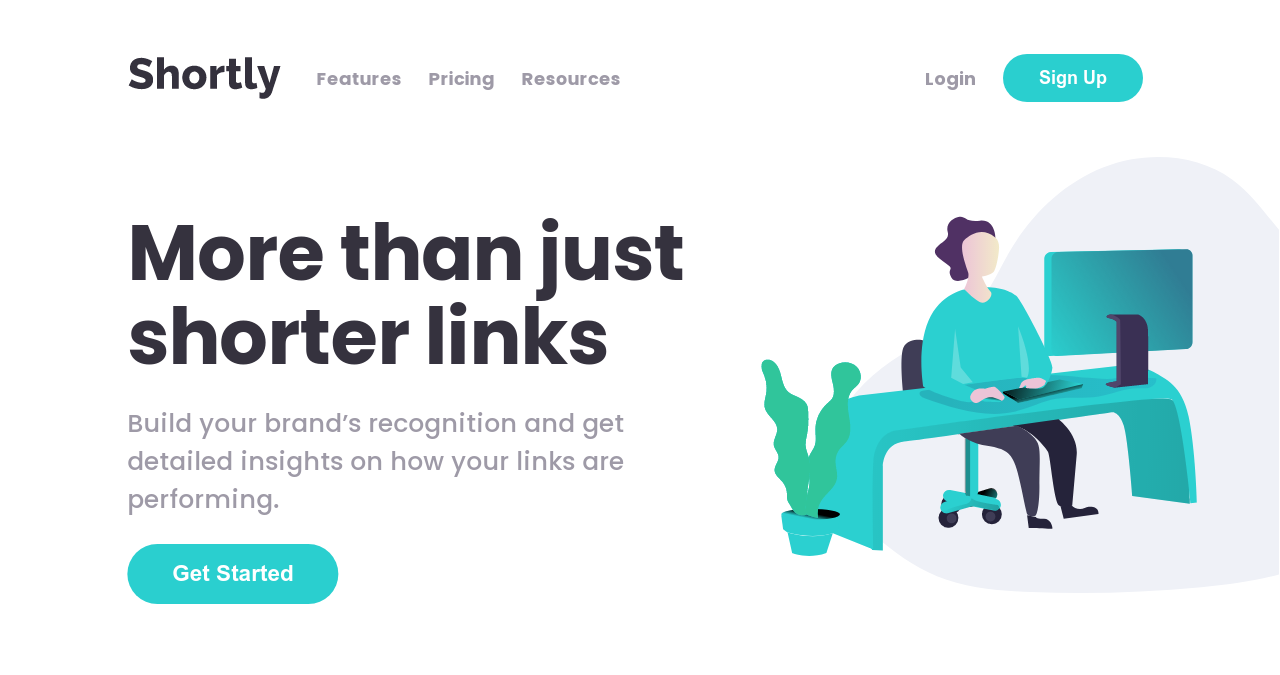 Shortly Features Pricing Resources Login Sign Up
More than just
shorter links
Build your brand’s recognition and get
detailed insights on how your links are
performing.
Get Started